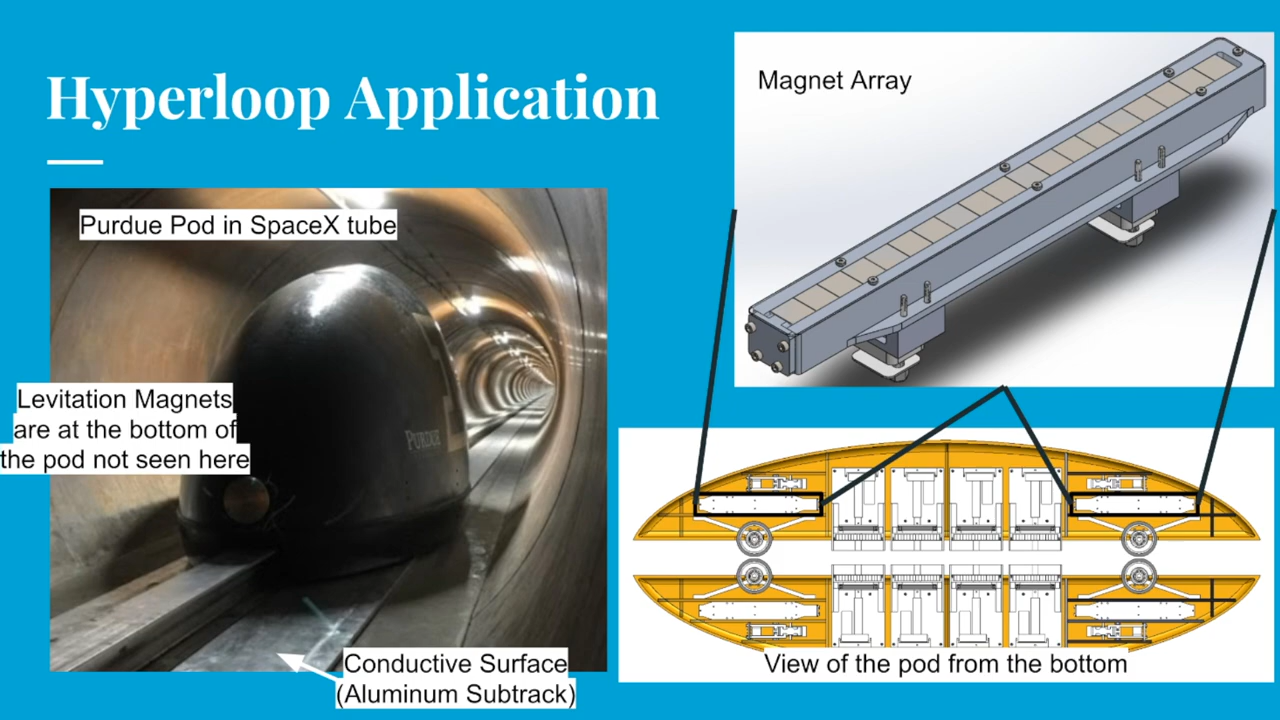 Hyperloop Application
Purdue Pod in SpaceX tube
Levitation Magnets
are at the bottom of
the pod not seen here
PURDUE
Conductive Surface
(Aluminum Subtrack)
Magnet Array
View of the pod from the bottom